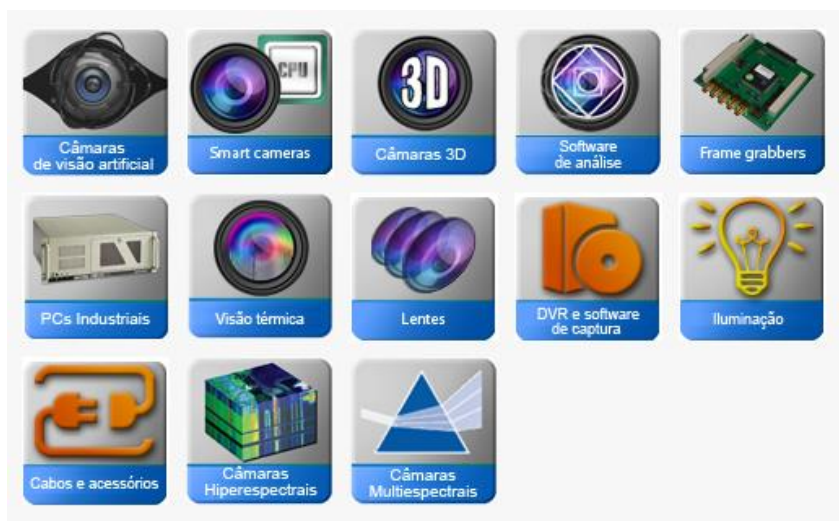 Câmaras
de visão artificial
CPU
Smart cameras
3D
Câmaras 3D
Software
de análise
Frame grabbers
PCs Industriais
Visão térmica
Lentes
DVR e software
de captura
Iluminação
Cabos e acessórios
Câmaras
Hiperespectrais
Câmaras
Multiespectrais